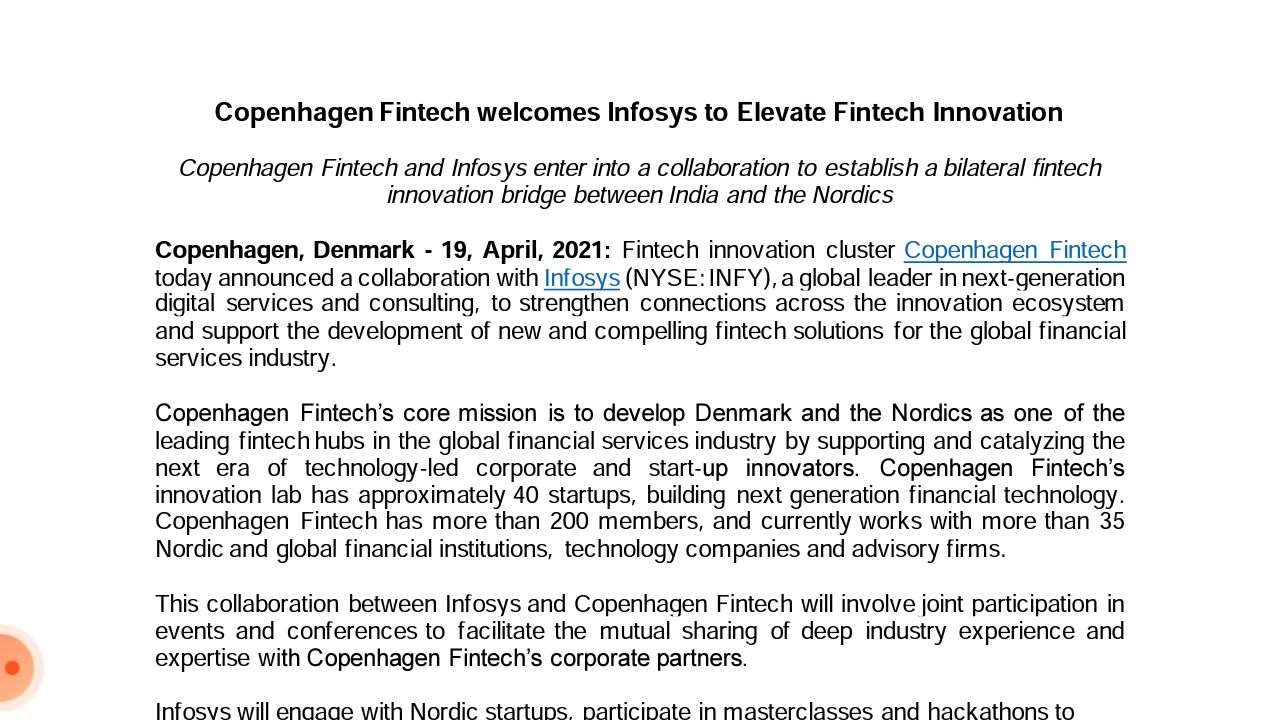 Copenhagen Fintech welcomes Infosys to Elevate Fintech Innovation
Copenhagen Fintech and Infosys enter into a collaboration to establish a bilateral fintech
innovation bridge between India and the Nordics
Copenhagen, Denmark - 19, April, 2021: Fintech innovation cluster Copenhagen Fintech
today announced a collaboration with Infosys (NYSE: INFY), a global leader in next-generation
digital services and consulting, to strengthen connections across the innovation ecosystem
and support the development of new and compelling fintech solutions for the global financial
services industry.
Copenhagen Fintech’s core mission is to develop Denmark and the Nordics as one of the
leading fintech hubs in the global financial services industry by supporting and catalyzing the
next era of technology-led corporate and start-up innovators. Copenhagen Fintech’s
innovation lab has approximately 40 startups, building next generation financial technology.
Copenhagen Fintech has more than 200 members, and currently works with more than 35
Nordic and global financial institutions, technology companies and advisory firms.
This collaboration between Infosys and Copenhagen Fintech will involve joint participation in
events and conferences to facilitate the mutual sharing of deep industry experience and
expertise with Copenhagen Fintech’s corporate partners.
Infosys will engage with Nordic startups, participate in masterclasses and hackathons to